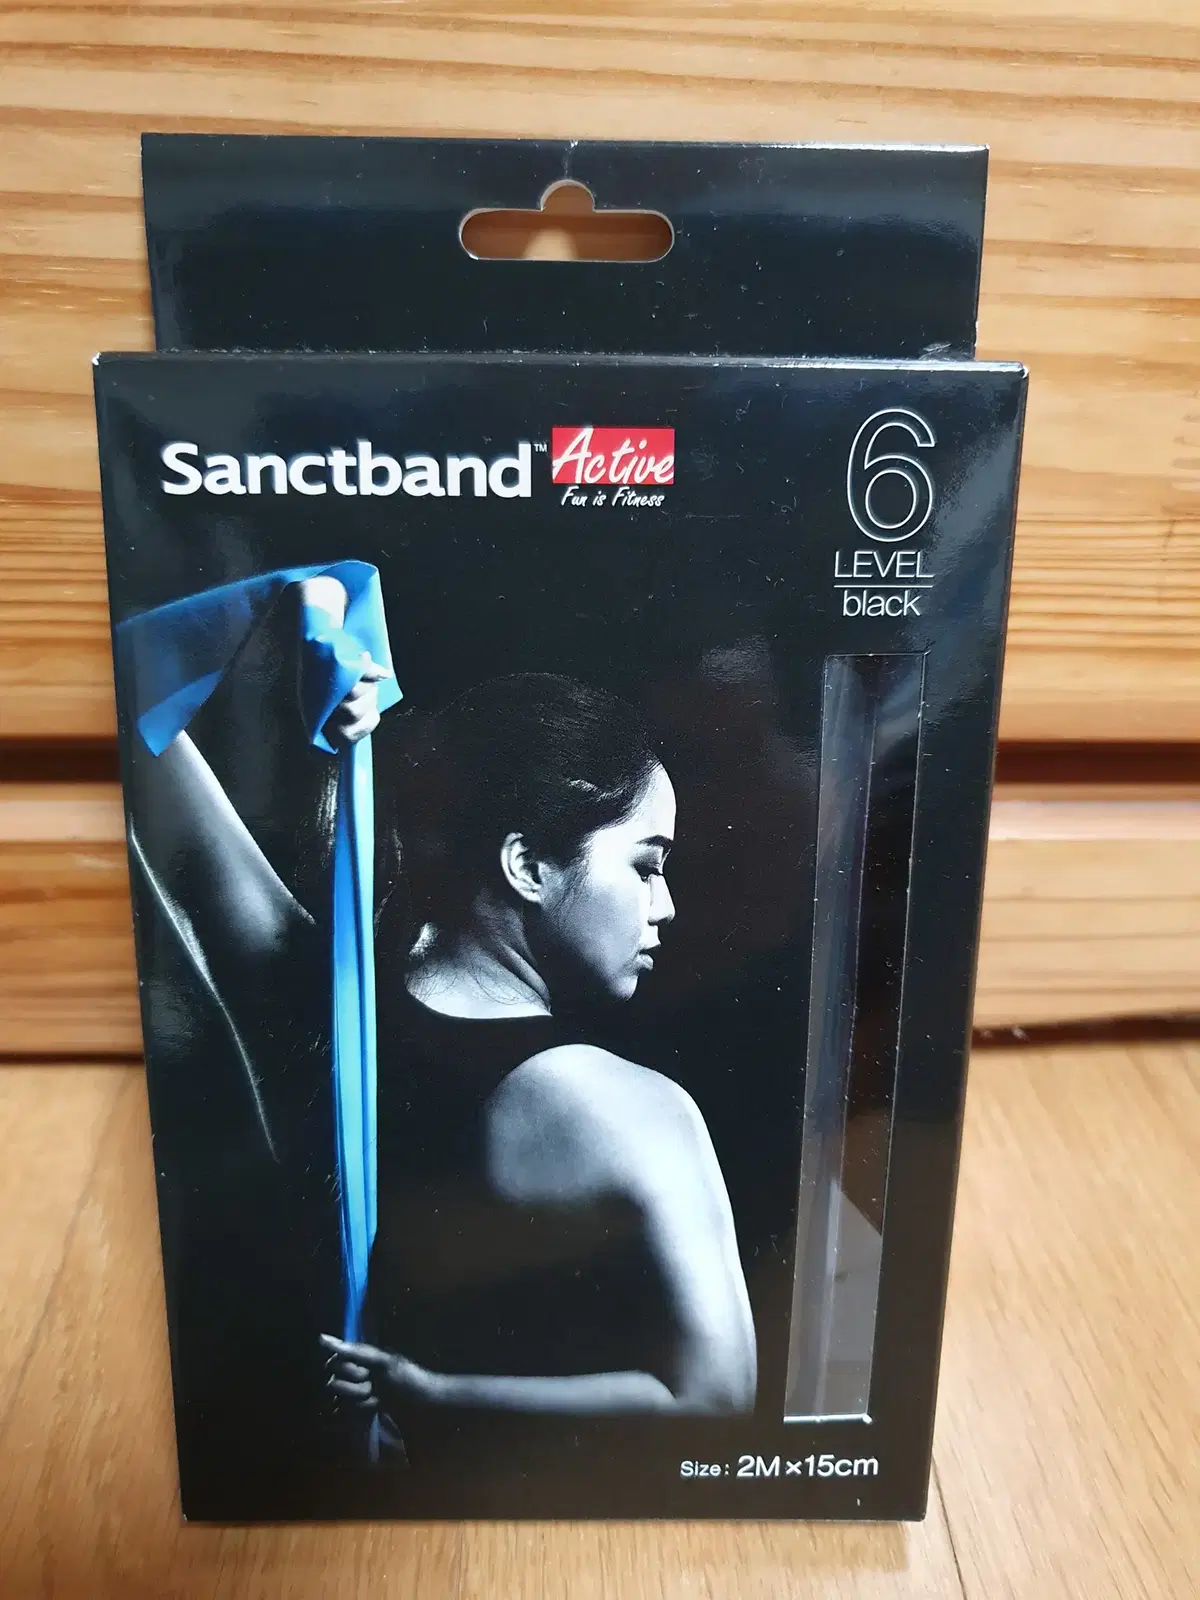 Sanctband™ Active
Fun is Fitness
6
LEVEL
black
Size: 2M×15cm